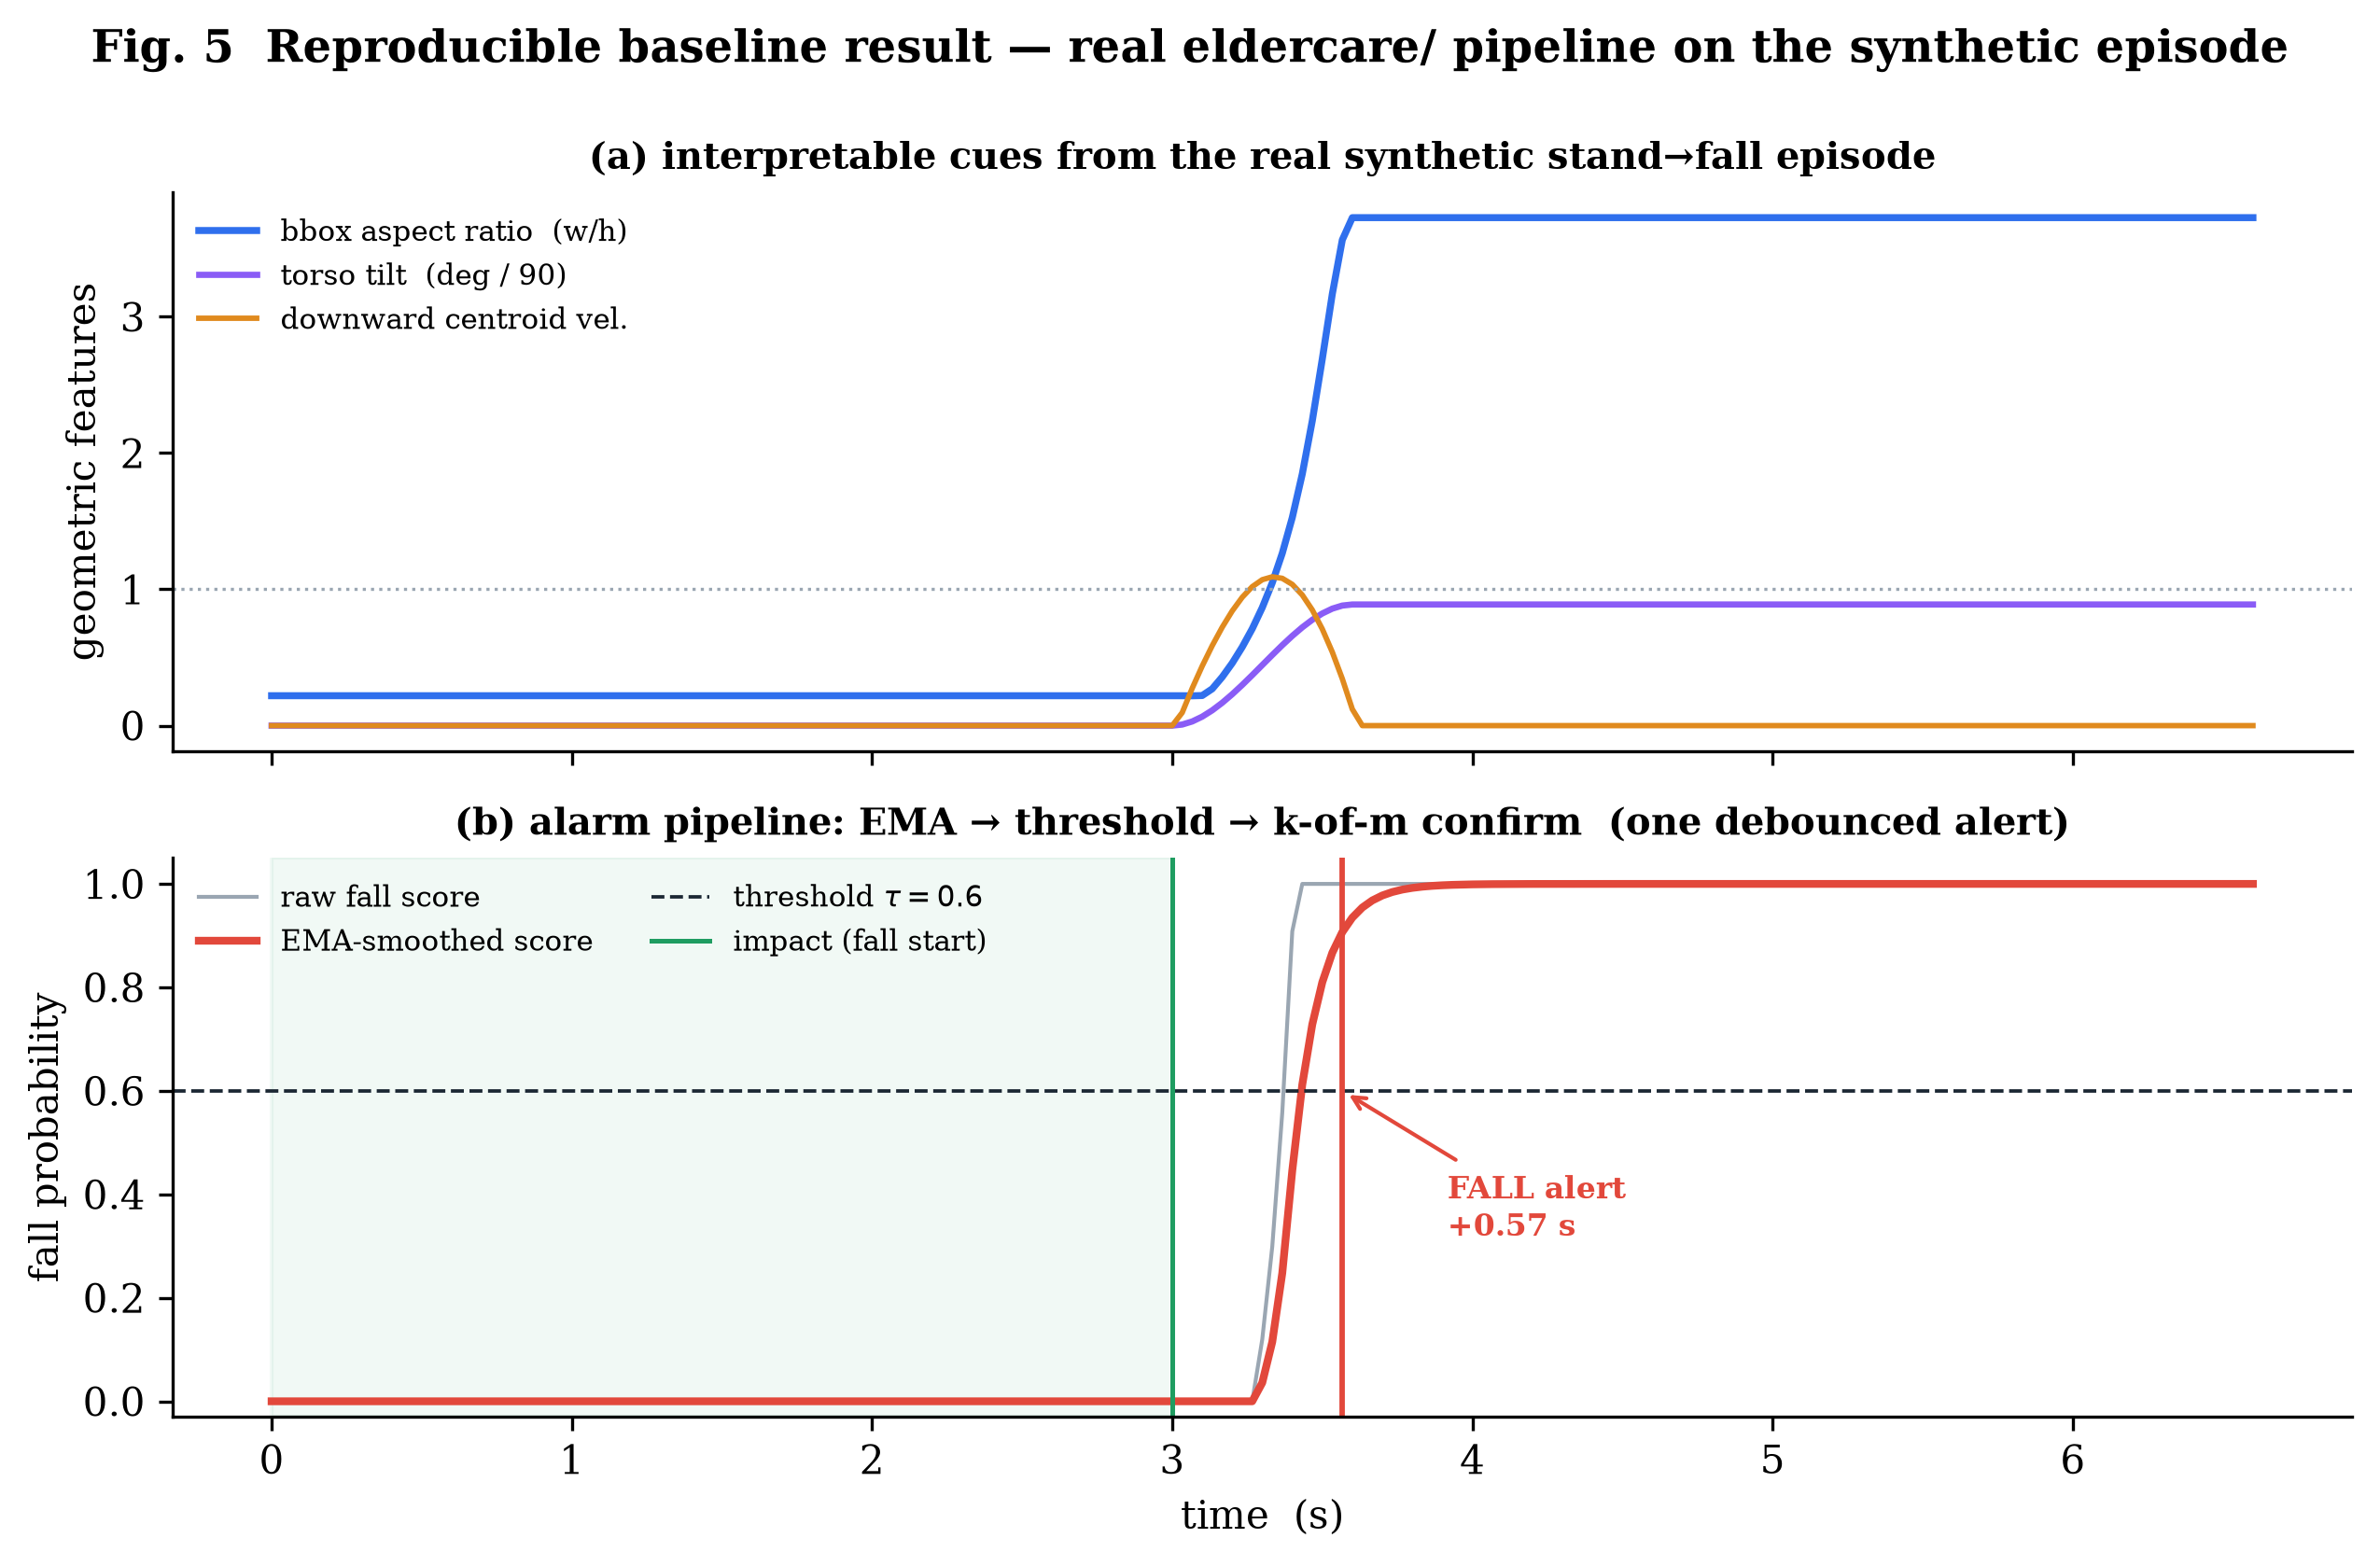 Fig. 5  Reproducible baseline result — real eldercare/ pipeline on the synthetic episode
(a) interpretable cues from the real synthetic stand→fall episode
bbox aspect ratio  (w/h)
torso tilt  (deg / 90)
downward centroid vel.
geometric features
3
2
1
0
(b) alarm pipeline: EMA → threshold → k-of-m confirm  (one debounced alert)
raw fall score
EMA-smoothed score
threshold τ = 0.6
impact (fall start)
fall probability
1.0
0.8
0.6
0.4
0.2
0.0
FALL alert
+0.57 s
0 1 2 3 4 5 6
time  (s)